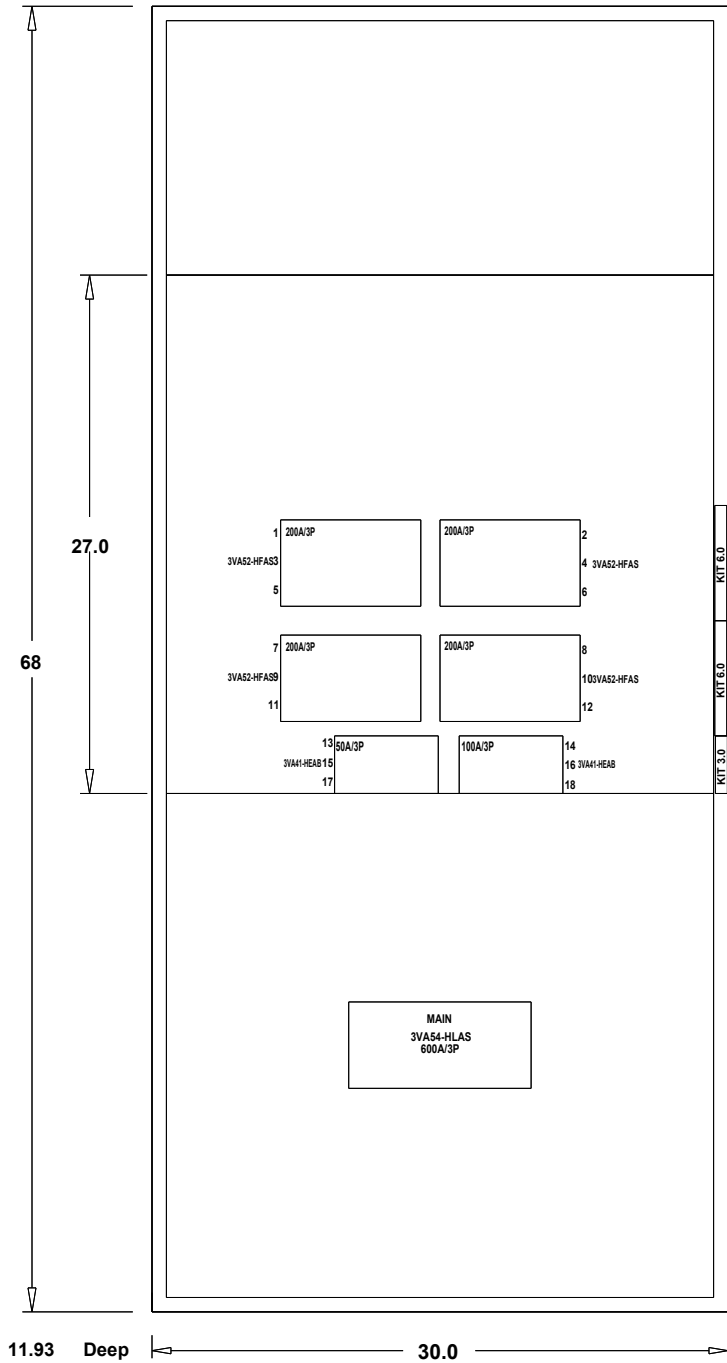 1 200A/3P
200A/3P 2
3VA52-HFAS3
4 3VA52-HFAS
5
6
KIT 6.0
27.0
7 200A/3P
200A/3P 8
68
3VA52-HFAS9
103VA52-HFAS
11
12
KIT 6.0
13 50A/3P
100A/3P 14
3VA41-HEAB 15
16 3VA41-HEAB
17
18
KIT 3.0
MAIN
3VA54-HLAS
600A/3P
11.93 Deep
30.0